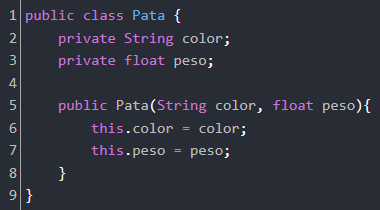 1 public class Pata {
2     private String color;
3     private float peso;
4
5     public Pata(String color, float peso){
6         this.color = color;
7         this.peso = peso;
8     }
9 }